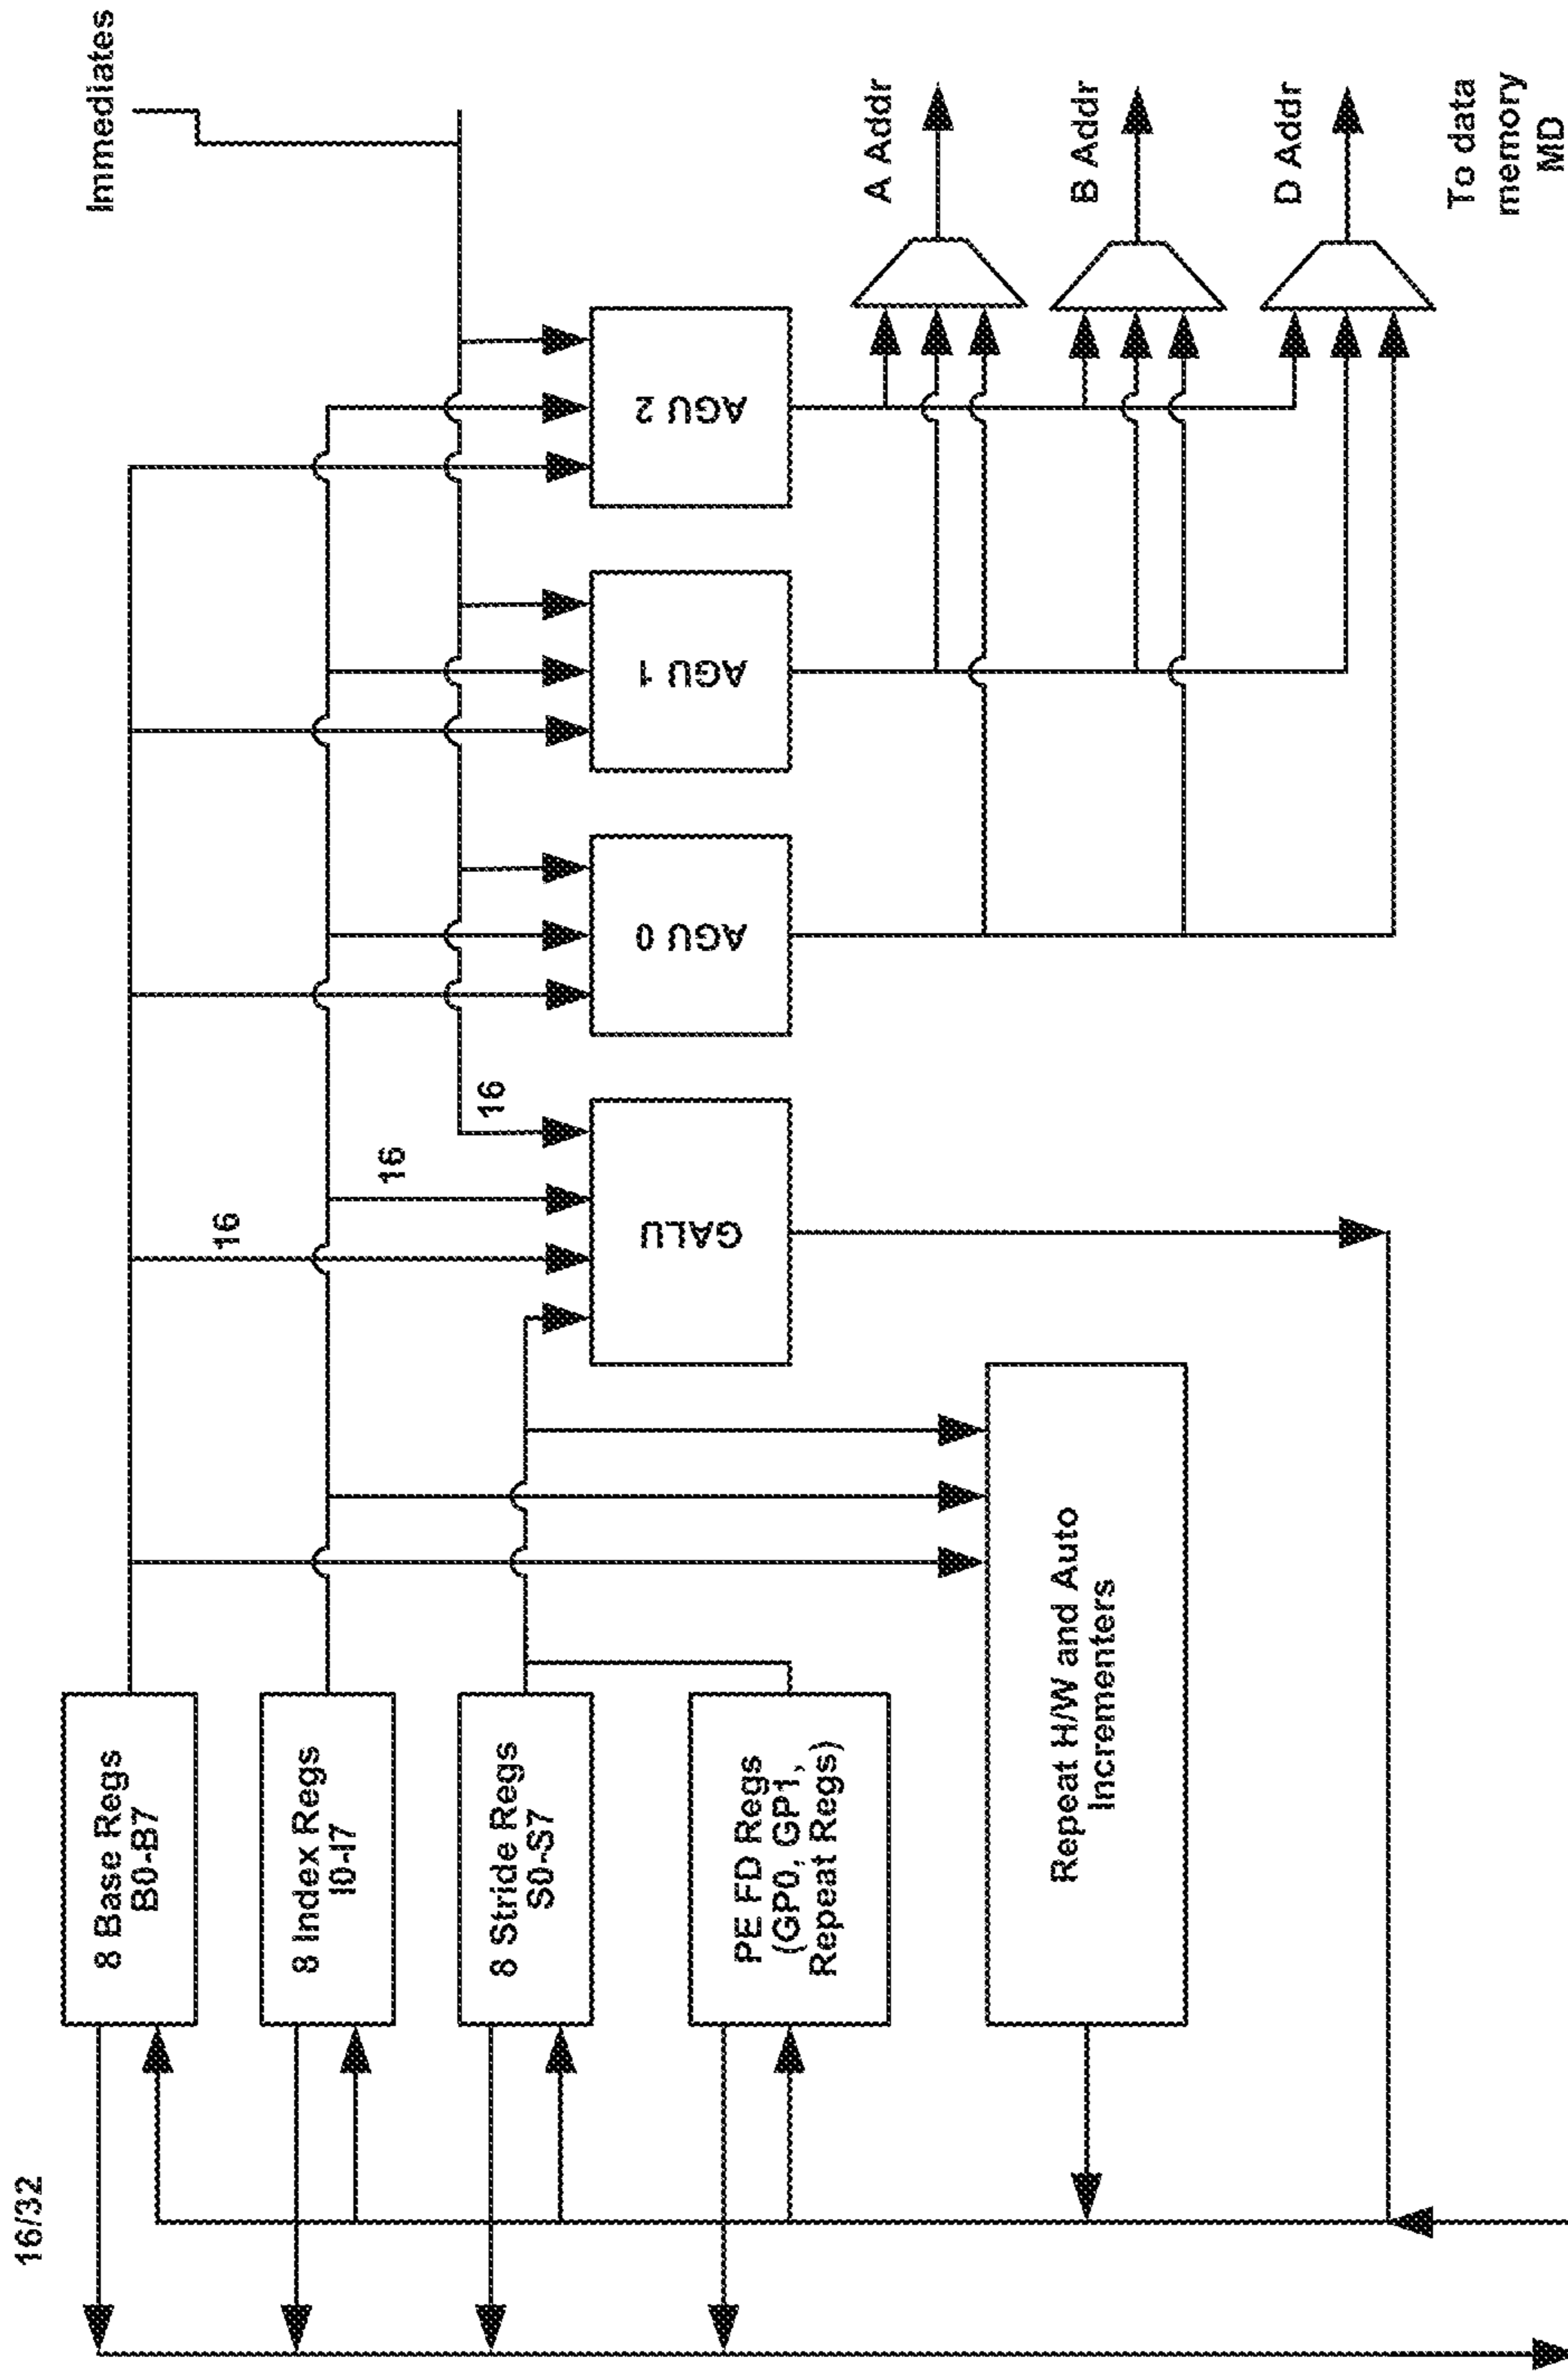 16/32
8 Base Regs
B0-B7
8 Index Regs
I0-I7
8 Stride Regs
S0-S7
PE FD Regs
(GP0, GP1,
Repeat Regs)
Repeat H/W and Auto
Incrementers
16
16
16
GALU
AGU 0
AGU 1
AGU 2
Immediates
A Addr
B Addr
D Addr
To data
memory
MD